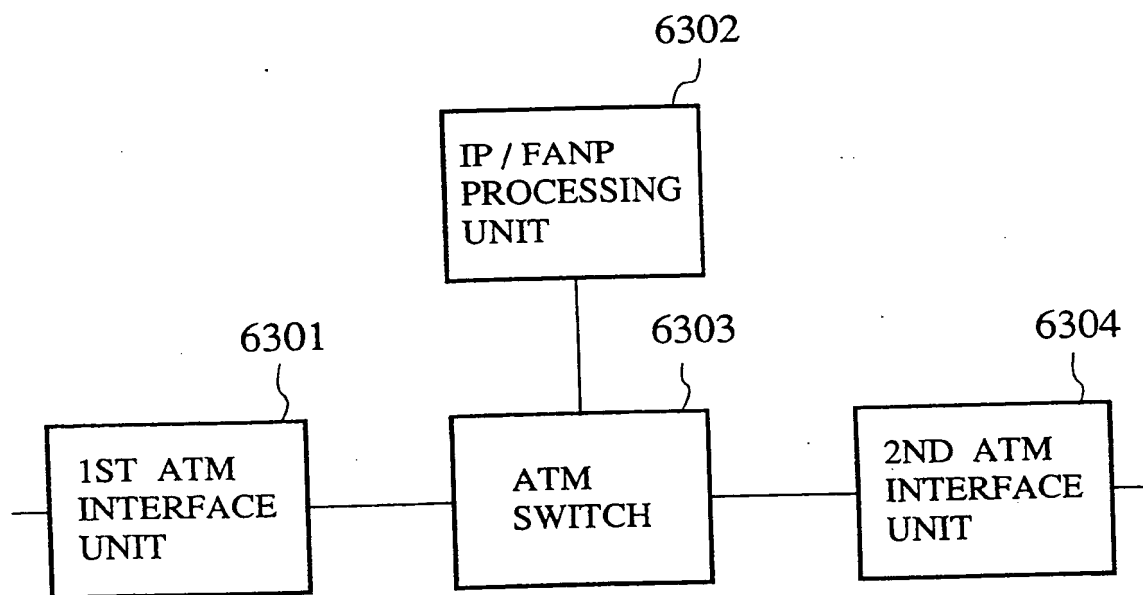 6302
IP / FANP
PROCESSING
UNIT
6301
6303
6304
1ST ATM
INTERFACE
UNIT
ATM
SWITCH
2ND ATM
INTERFACE
UNIT